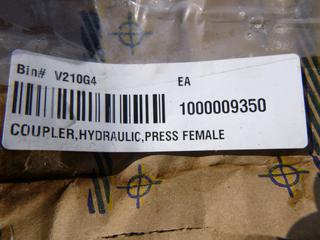 Bin# V210G4 EA
1000009350
COUPLER,HYDRAULIC,PRESS FEMALE